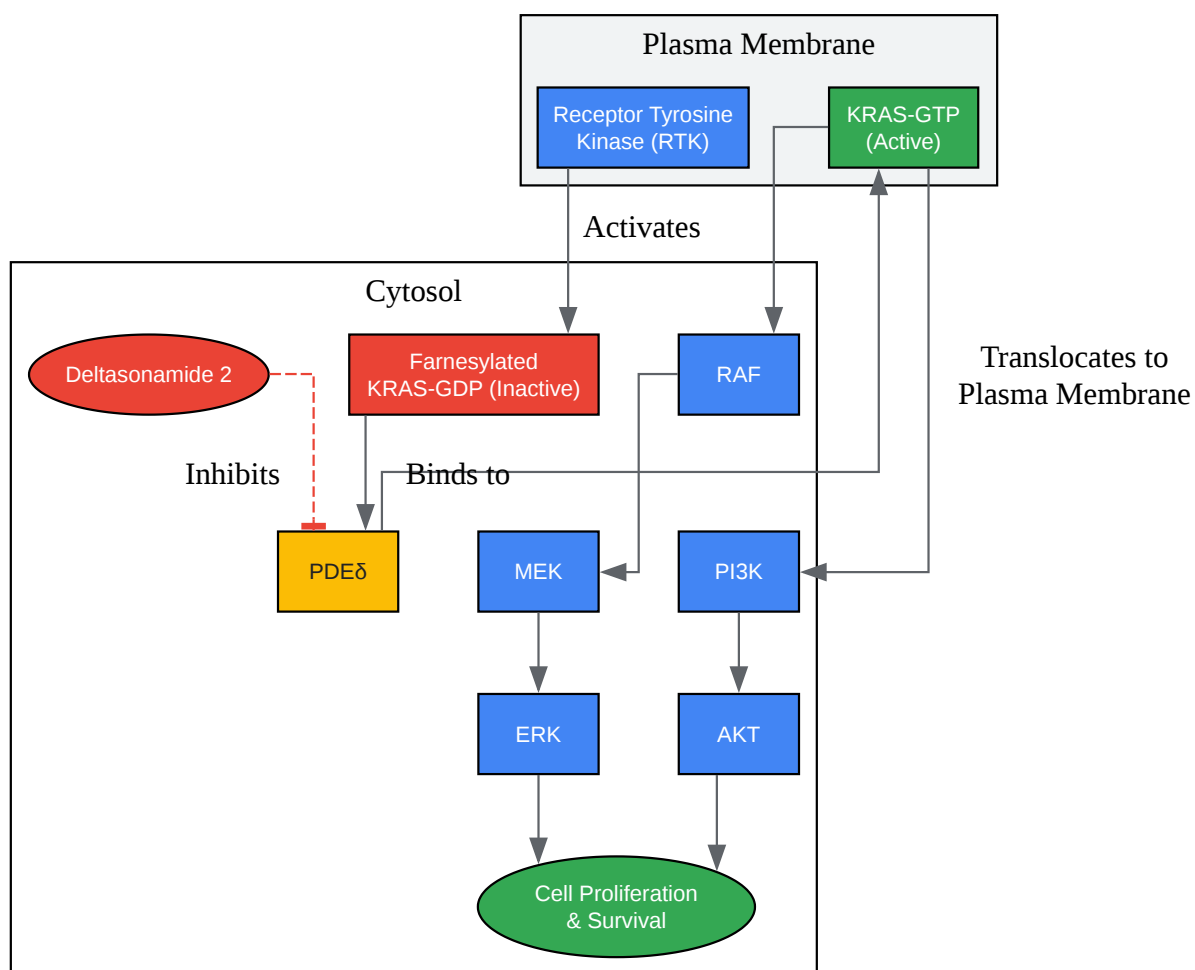 Plasma Membrane
Receptor Tyrosine
Kinase (RTK)
KRAS-GTP
(Active)
Activates
Cytosol
Deltasonamide 2
Farnesylated
KRAS-GDP (Inactive)
RAF
Translocates to
Plasma Membrane
Inhibits
Binds to
PDEδ
MEK
PI3K
ERK
AKT
Cell Proliferation
& Survival